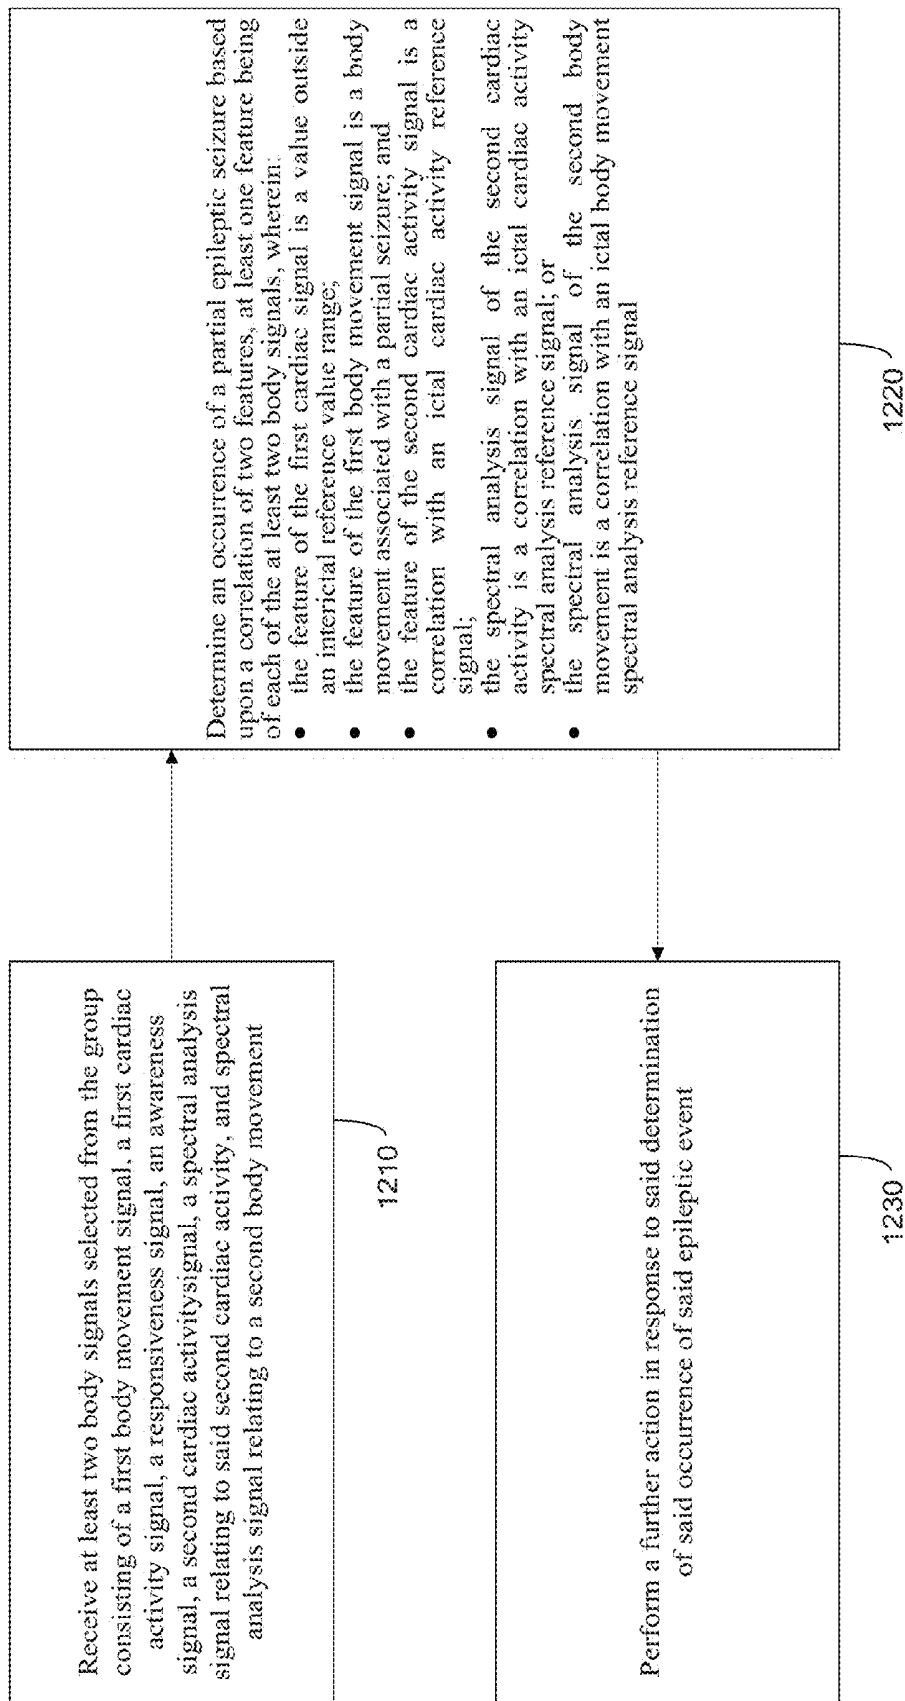 Receive at least two body signals selected from the group
consisting of a first body movement signal, a first cardiac
activity signal, a responsiveness signal, an awareness
signal, a second cardiac activitysignal, a spectral analysis
signal relating to said second cardiac activity, and spectral
analysis signal relating to a second body movement
1210
Determine an occurrence of a partial epileptic seizure based
upon a correlation of two features, at least one feature being
of each of the at least two body signals, wherein:
• the feature of the first cardiac signal is a value outside
an interictal reference value range;
• the feature of the first body movement signal is a body
movement associated with a partial seizure; and
• the feature of the second cardiac activity signal is a
correlation with an ictal cardiac activity reference
signal;
• the spectral analysis signal of the second cardiac
activity is a correlation with an ictal cardiac activity
spectral analysis reference signal; or
• the spectral analysis signal of the second body
movement is a correlation with an ictal body movement
spectral analysis reference signal
1220
Perform a further action in response to said determination
of said occurrence of said epileptic event
1230